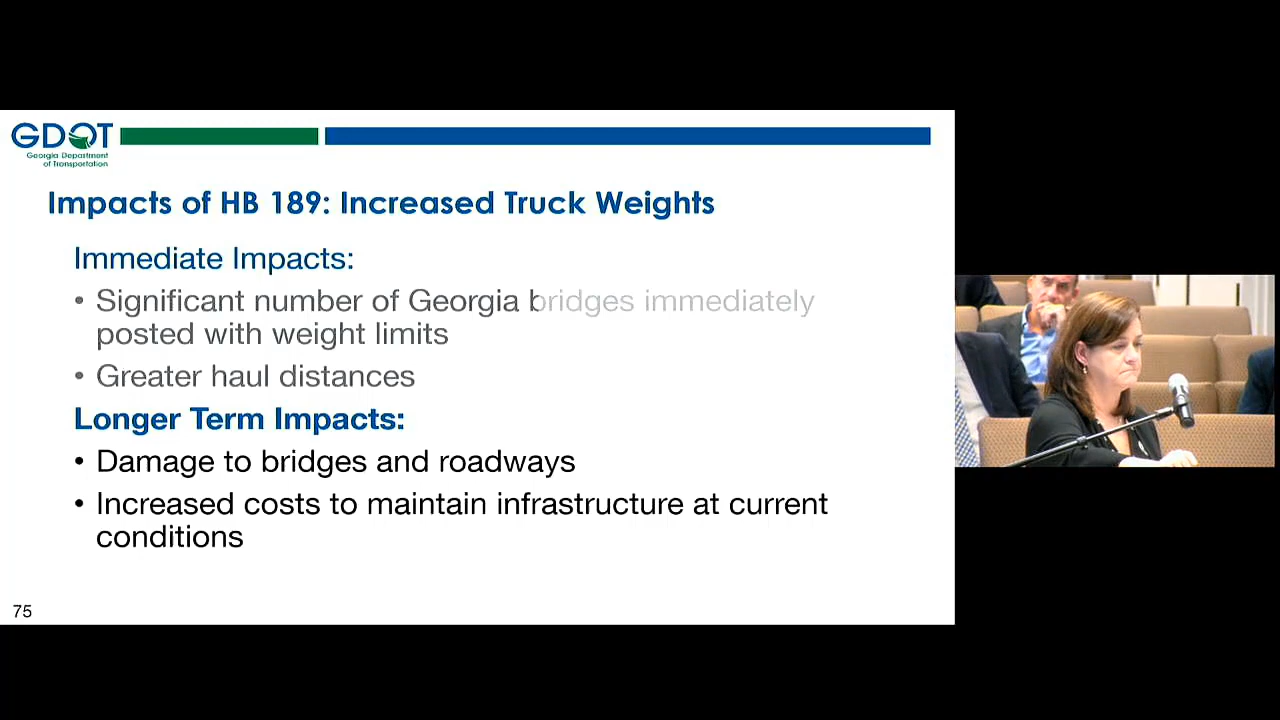 GDOT
Georgia Department
of Transportation
Impacts of HB 189: Increased Truck Weights
Immediate Impacts:
• Significant number of Georgia bridges immediately
posted with weight limits
• Greater haul distances
Longer Term Impacts:
• Damage to bridges and roadways
• Increased costs to maintain infrastructure at current
conditions
75